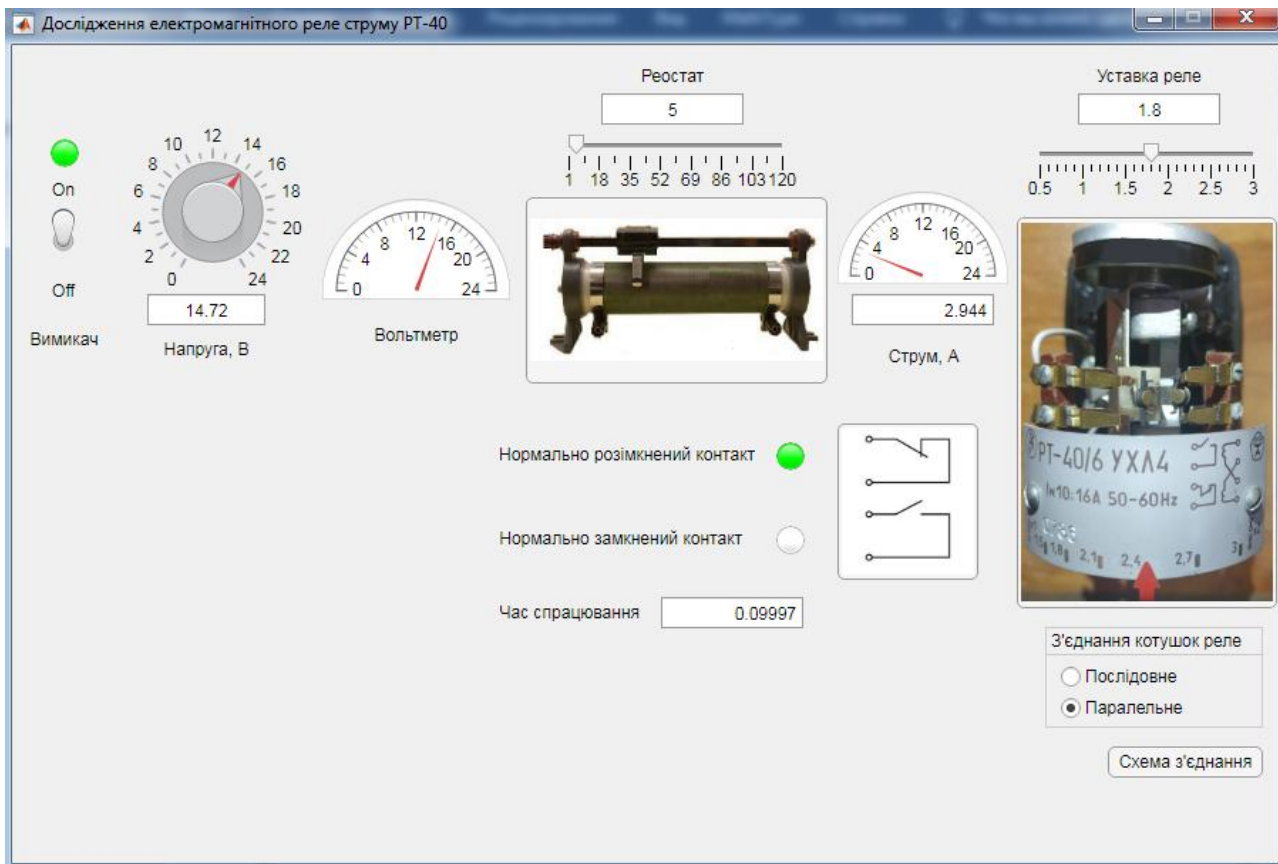 Дослідження електромагнітного реле струму РТ-40
Реостат
5
1 18 35 52 69 86 103 120
Уставка реле
1.8
0.5 1 1.5 2 2.5 3
On
Off
Вимикач
0 2 4 6 8 10 12 14 16 18 20 22 24
14.72
Напруга, В
0 4 8 12 16 20 24
Вольтметр
0 4 8 12 16 20 24
2.944
Струм, А
РТ-40/6 УХЛ4
Iн10:16А 50-60Hz
1,8 2,1 2,4 2,7 3
Нормально розімкнений контакт
Нормально замкнений контакт
Час спрацювання
0.09997
З'єднання котушок реле
Послідовне
Паралельне
Схема з'єднання